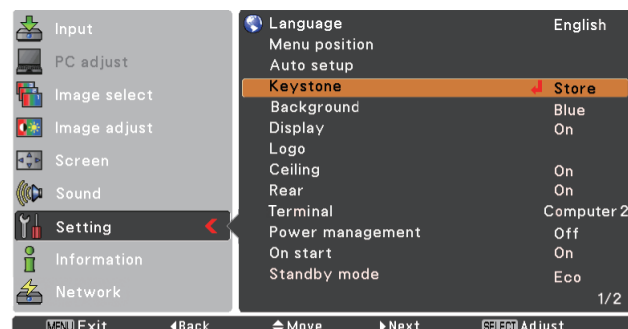 Input
PC adjust
Image select
Image adjust
Screen
Sound
Setting
Information
Network
Language English
Menu position
Auto setup
Keystone Store
Background Blue
Display On
Logo
Ceiling On
Rear On
Terminal Computer 2
Power management Off
On start On
Standby mode Eco
1/2
MENU Exit Back Move Next SELECT Adjust